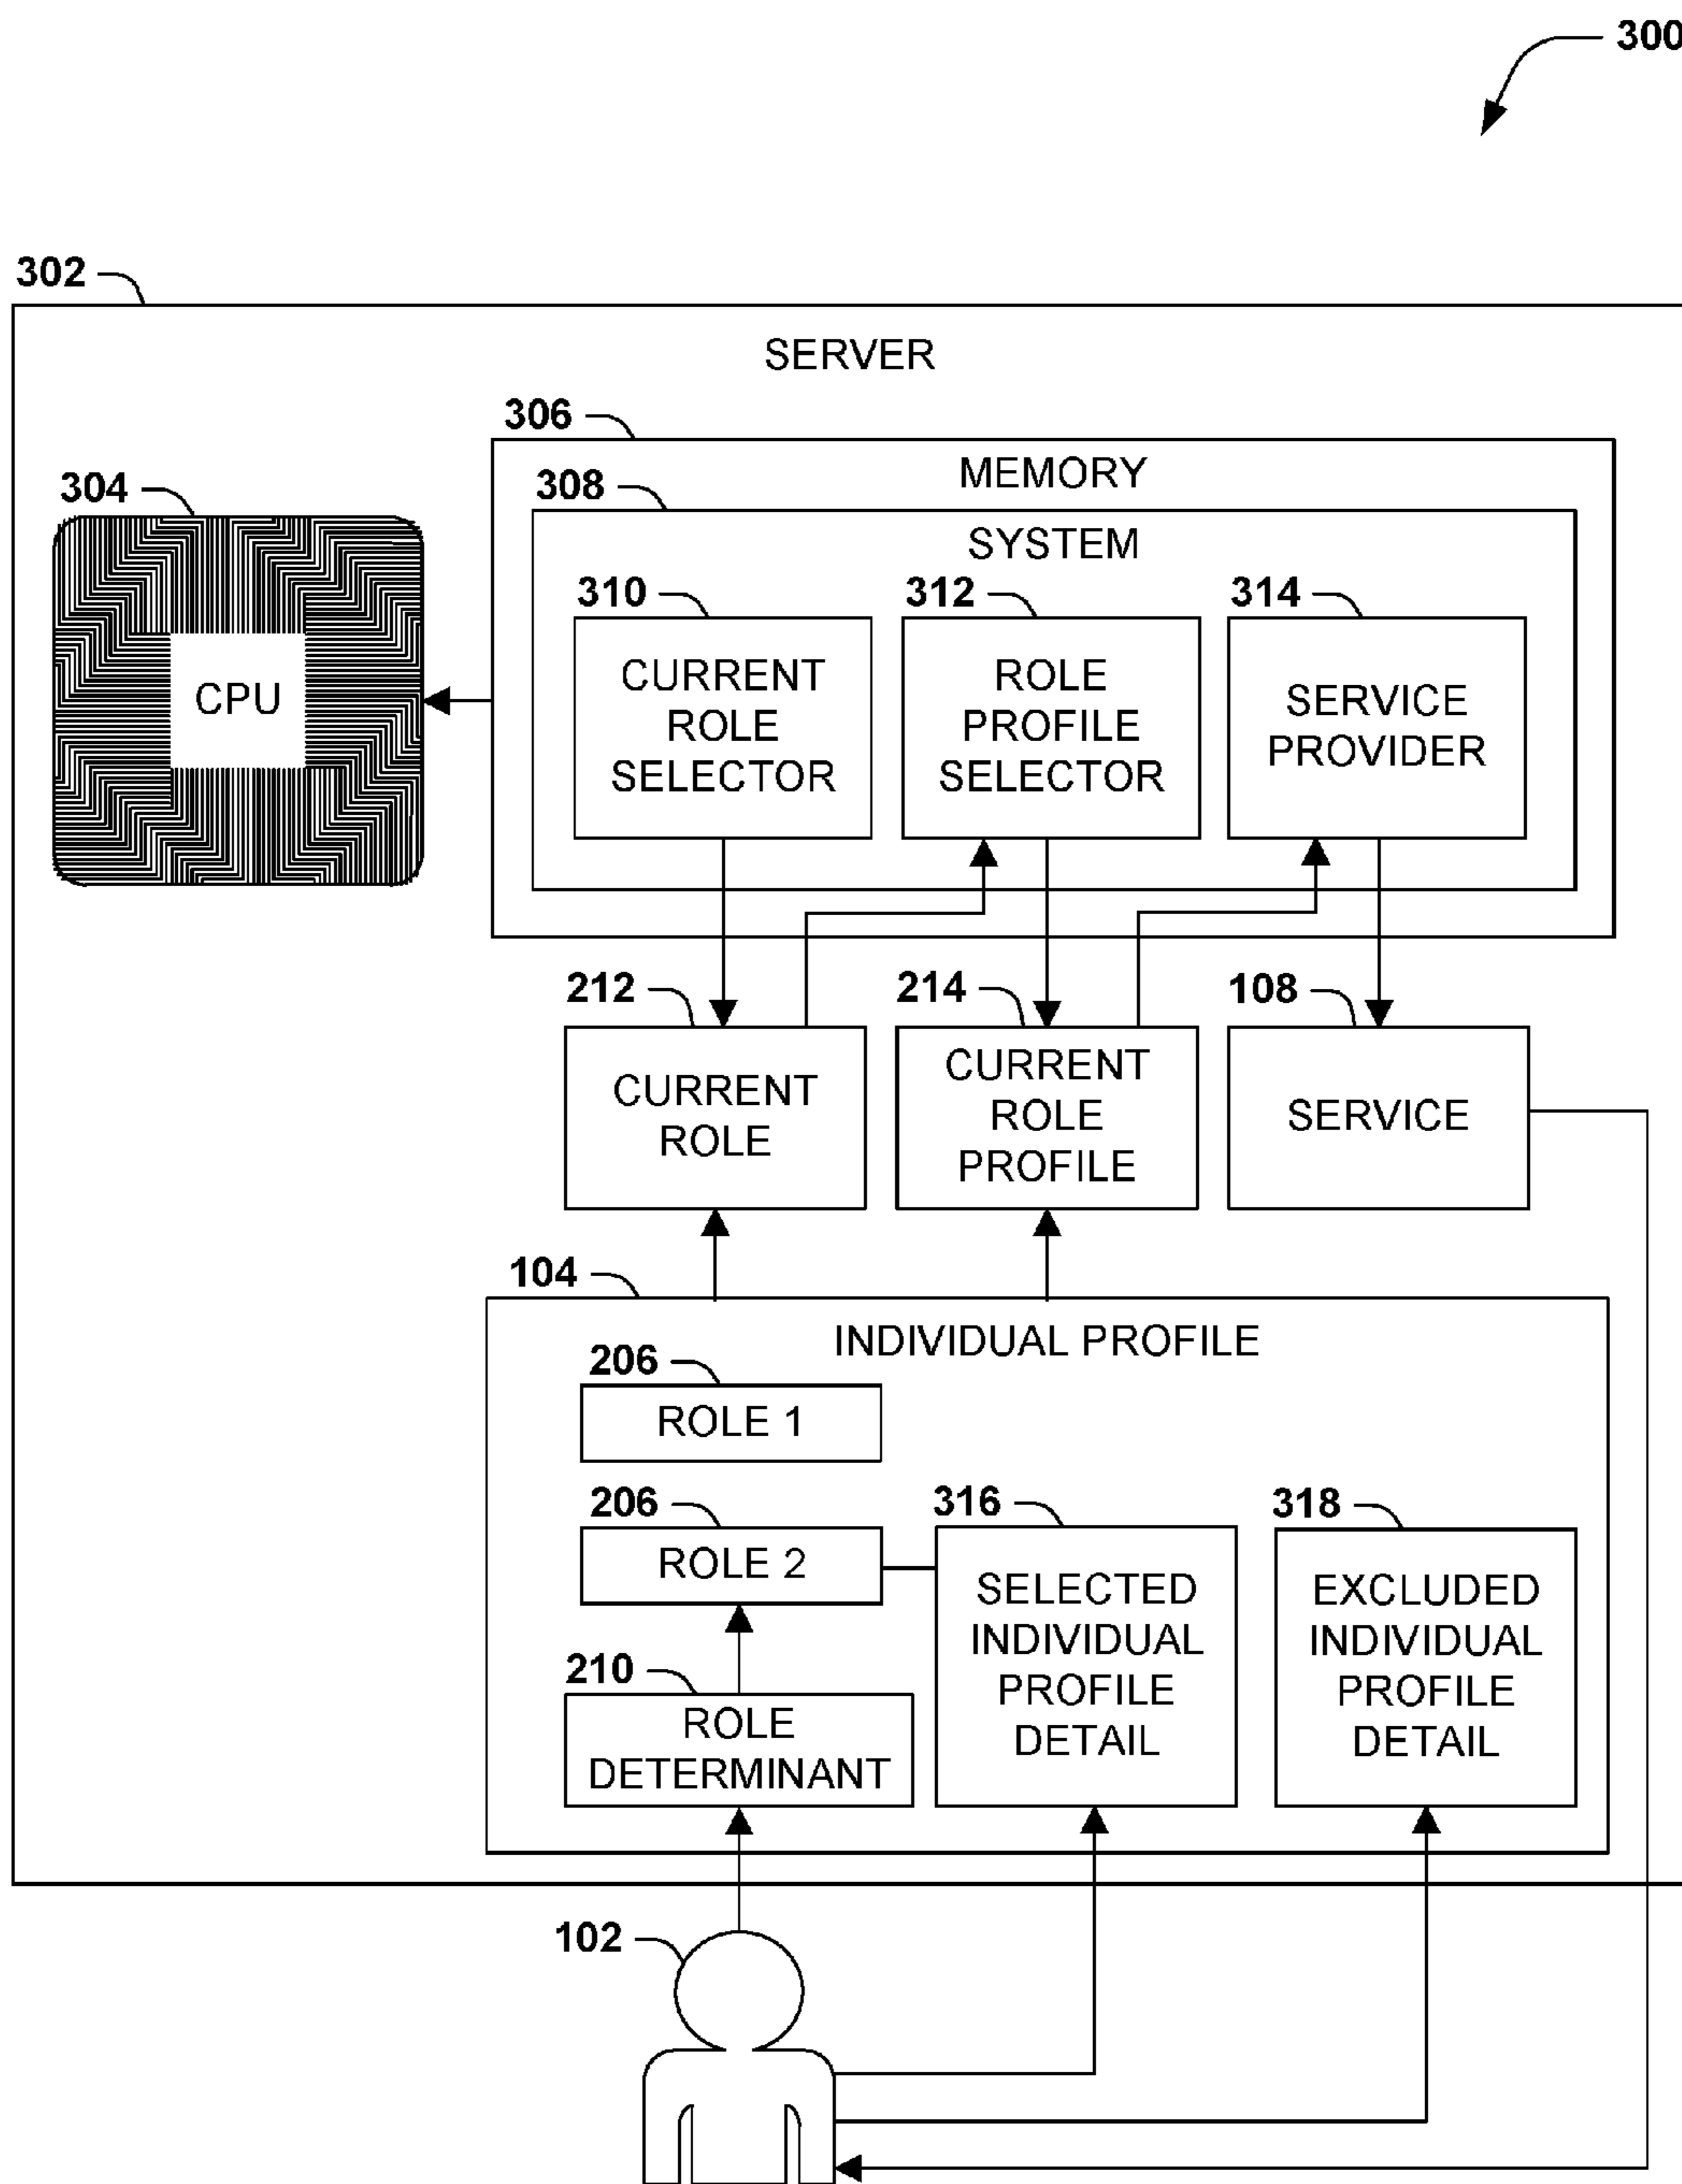 300
302
SERVER
306
MEMORY
304
308
SYSTEM
310
312
314
CPU
CURRENT
ROLE
SELECTOR
ROLE
PROFILE
SELECTOR
SERVICE
PROVIDER
212
214
108
CURRENT
ROLE
CURRENT
ROLE
PROFILE
SERVICE
104
INDIVIDUAL PROFILE
206
ROLE 1
206
ROLE 2
316
SELECTED
INDIVIDUAL
PROFILE
DETAIL
318
EXCLUDED
INDIVIDUAL
PROFILE
DETAIL
210
ROLE
DETERMINANT
102